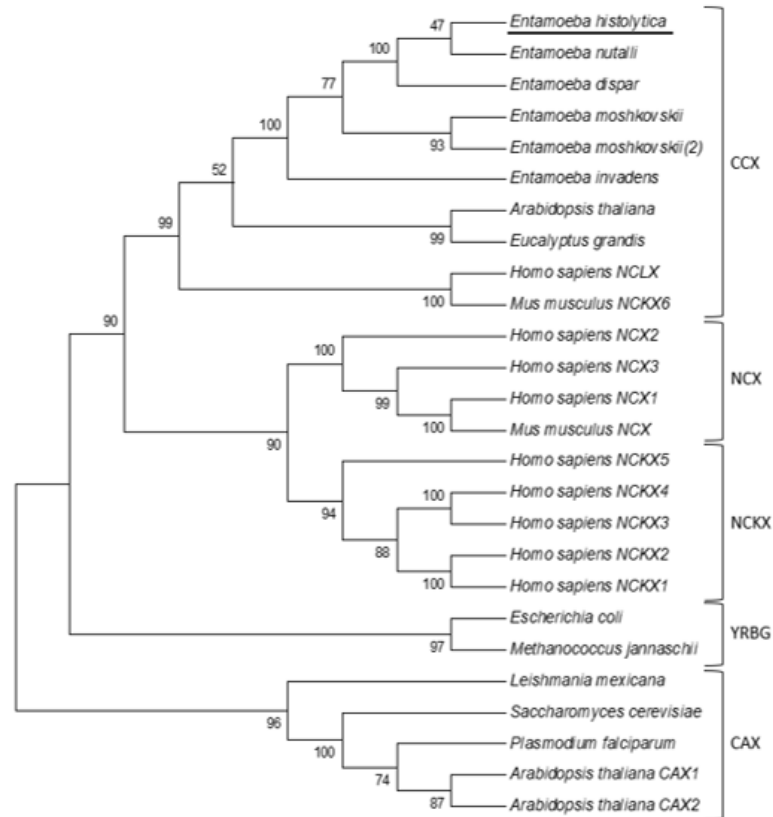 Entamoeba histolytica
47
Entamoeba nutalli
100
Entamoeba dispar
77
Entamoeba moshkovskii
100
93
Entamoeba moshkovskii(2)
CCX
52
Entamoeba invadens
Arabidopsis thaliana
99
99
Eucalyptus grandis
Homo sapiens NCLX
100
Mus musculus NCKX6
90
Homo sapiens NCX2
100
Homo sapiens NCX3
NCX
99
Homo sapiens NCX1
100
Mus musculus NCX
90
Homo sapiens NCKX5
Homo sapiens NCKX4
100
94
Homo sapiens NCKX3
NCKX
88
Homo sapiens NCKX2
100
Homo sapiens NCKX1
Escherichia coli
YRBG
97
Methanococcus jannaschii
Leishmania mexicana
96
Saccharomyces cerevisiae
100
Plasmodium falciparum
CAX
74
Arabidopsis thaliana CAX1
87
Arabidopsis thaliana CAX2